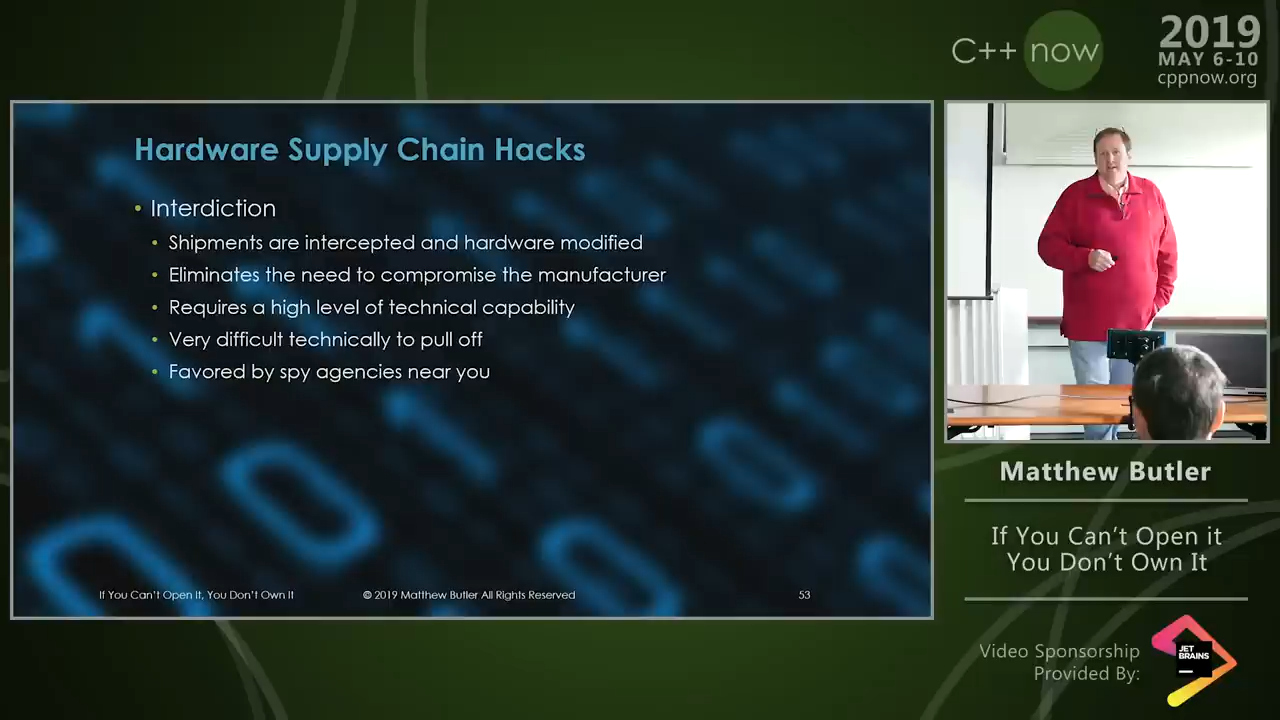 C++ now
2019
MAY 6-10
cppnow.org
Hardware Supply Chain Hacks
• Interdiction
• Shipments are intercepted and hardware modified
• Eliminates the need to compromise the manufacturer
• Requires a high level of technical capability
• Very difficult technically to pull off
• Favored by spy agencies near you
If You Can't Open It, You Don't Own It
© 2019 Matthew Butler All Rights Reserved
53
Matthew Butler
If You Can't Open it
You Don't Own It
Video Sponsorship
Provided By:
JET
BRAINS